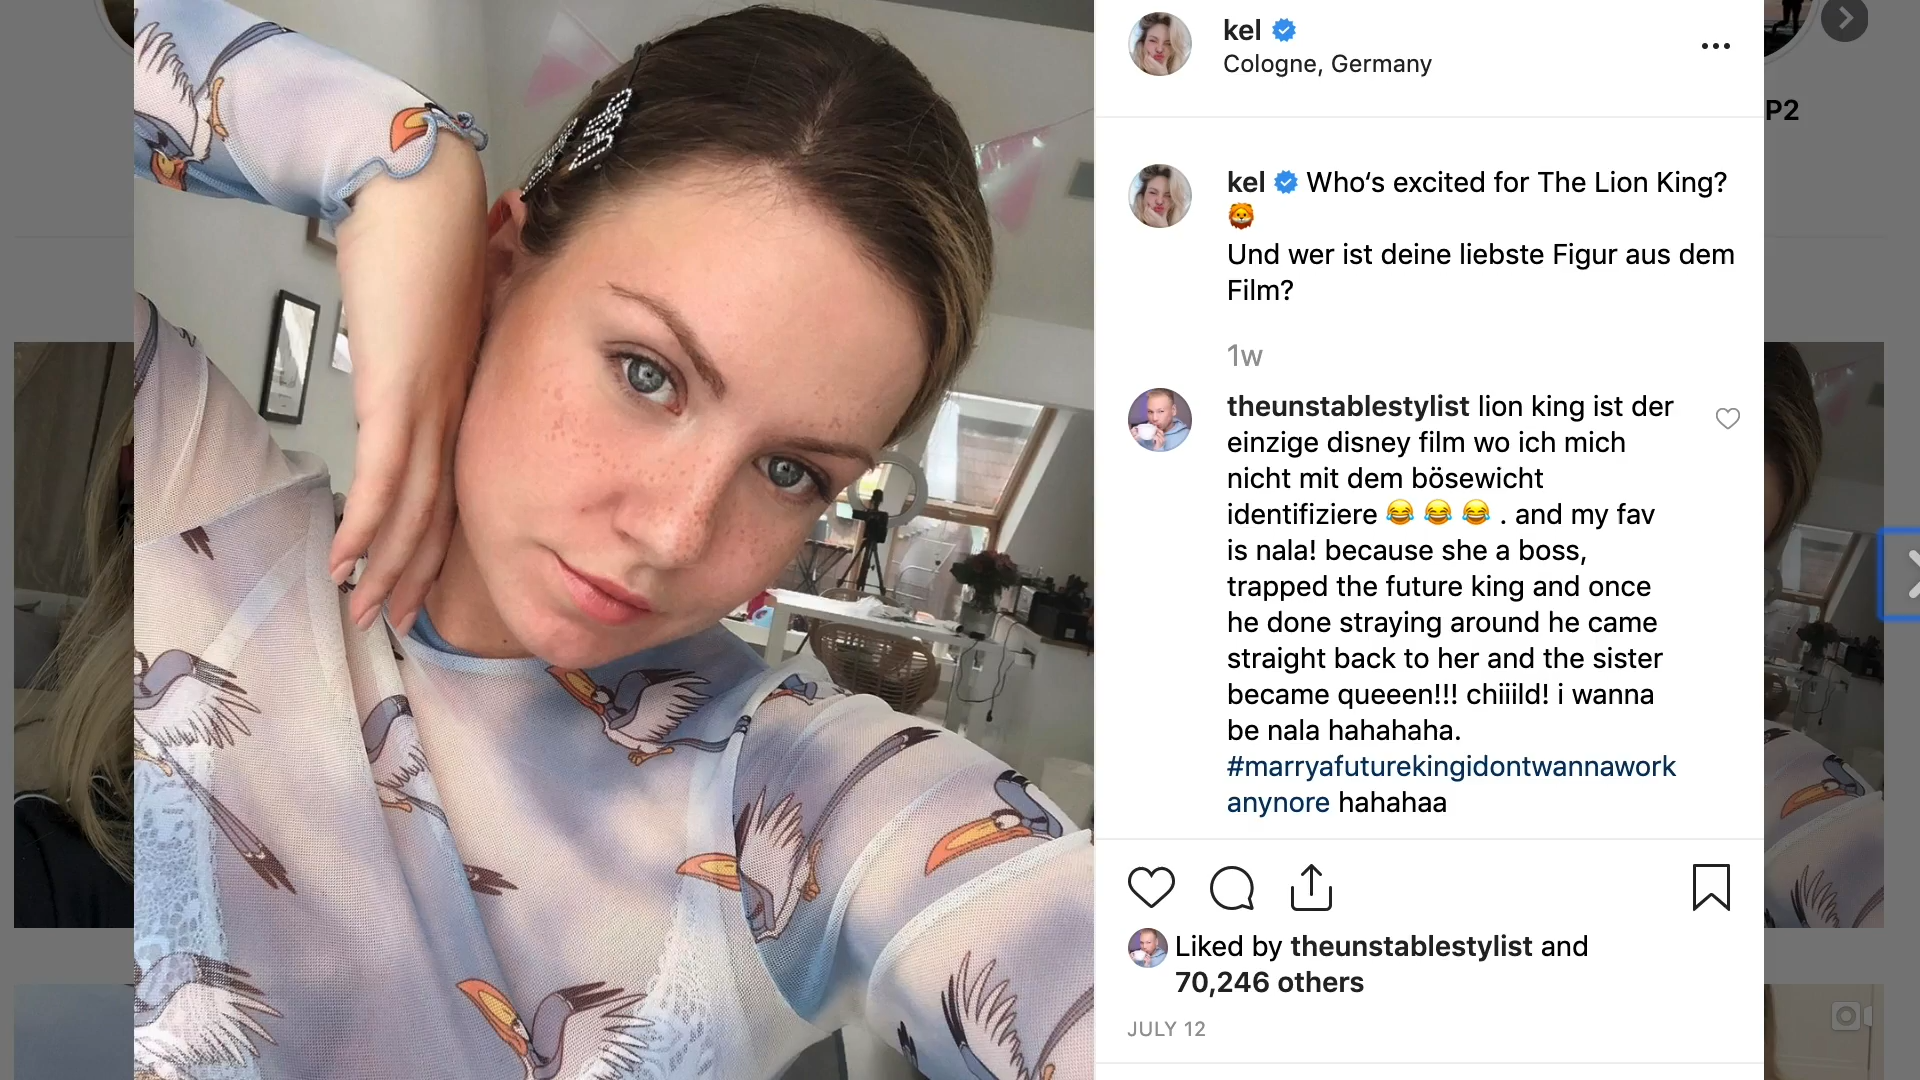 kel
Cologne, Germany
P2
kel Who‘s excited for The Lion King?
🦁
Und wer ist deine liebste Figur aus dem
Film?
1w
theunstablestylist lion king ist der
einzige disney film wo ich mich
nicht mit dem bösewicht
identifiziere 😂 😂 😂 . and my fav
is nala! because she a boss,
trapped the future king and once
he done straying around he came
straight back to her and the sister
became queeen!!! chiiild! i wanna
be nala hahahaha.
#marryafuturekingidontwannawork
anynore hahahaa
Liked by theunstablestylist and
70,246 others
JULY 12